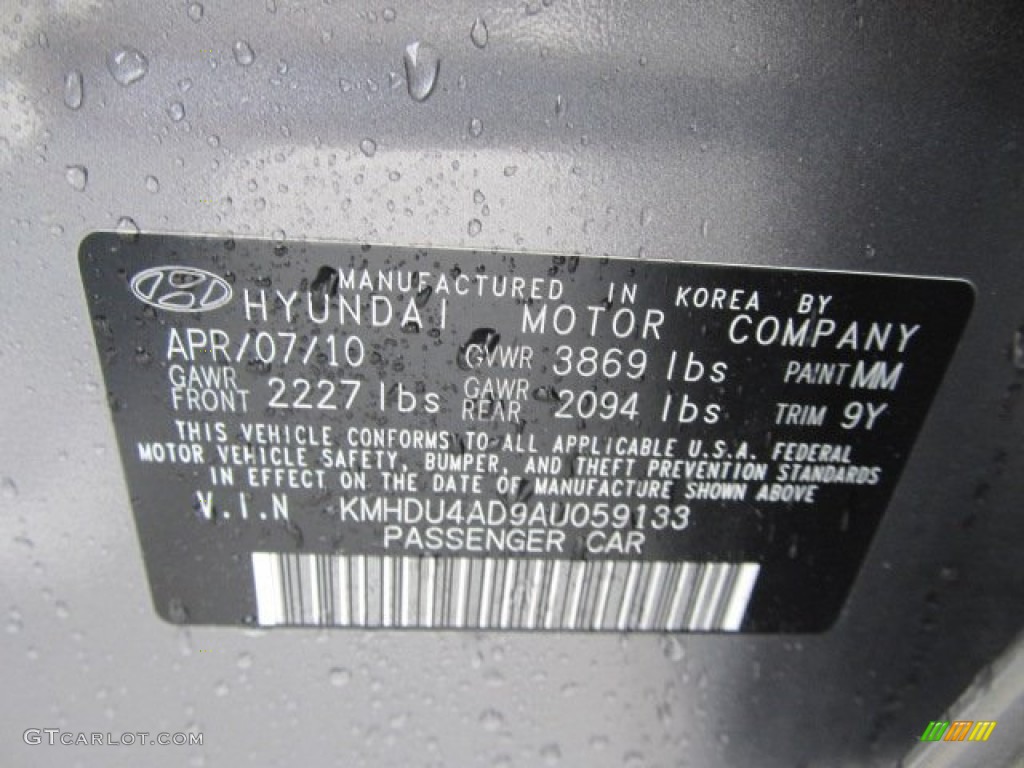 MANUFACTURED IN KOREA BY
HYUNDAI MOTOR COMPANY
APR/07/10 GVWR 3869 lbs PAINT MM
GAWR FRONT 2227 lbs GAWR REAR 2094 lbs TRIM 9Y
THIS VEHICLE CONFORMS TO ALL APPLICABLE U.S.A. FEDERAL
MOTOR VEHICLE SAFETY, BUMPER, AND THEFT PREVENTION STANDARDS
IN EFFECT ON THE DATE OF MANUFACTURE SHOWN ABOVE
V.I.N KMHDU4AD9AU059133
PASSENGER CAR
GTCARLOT.COM